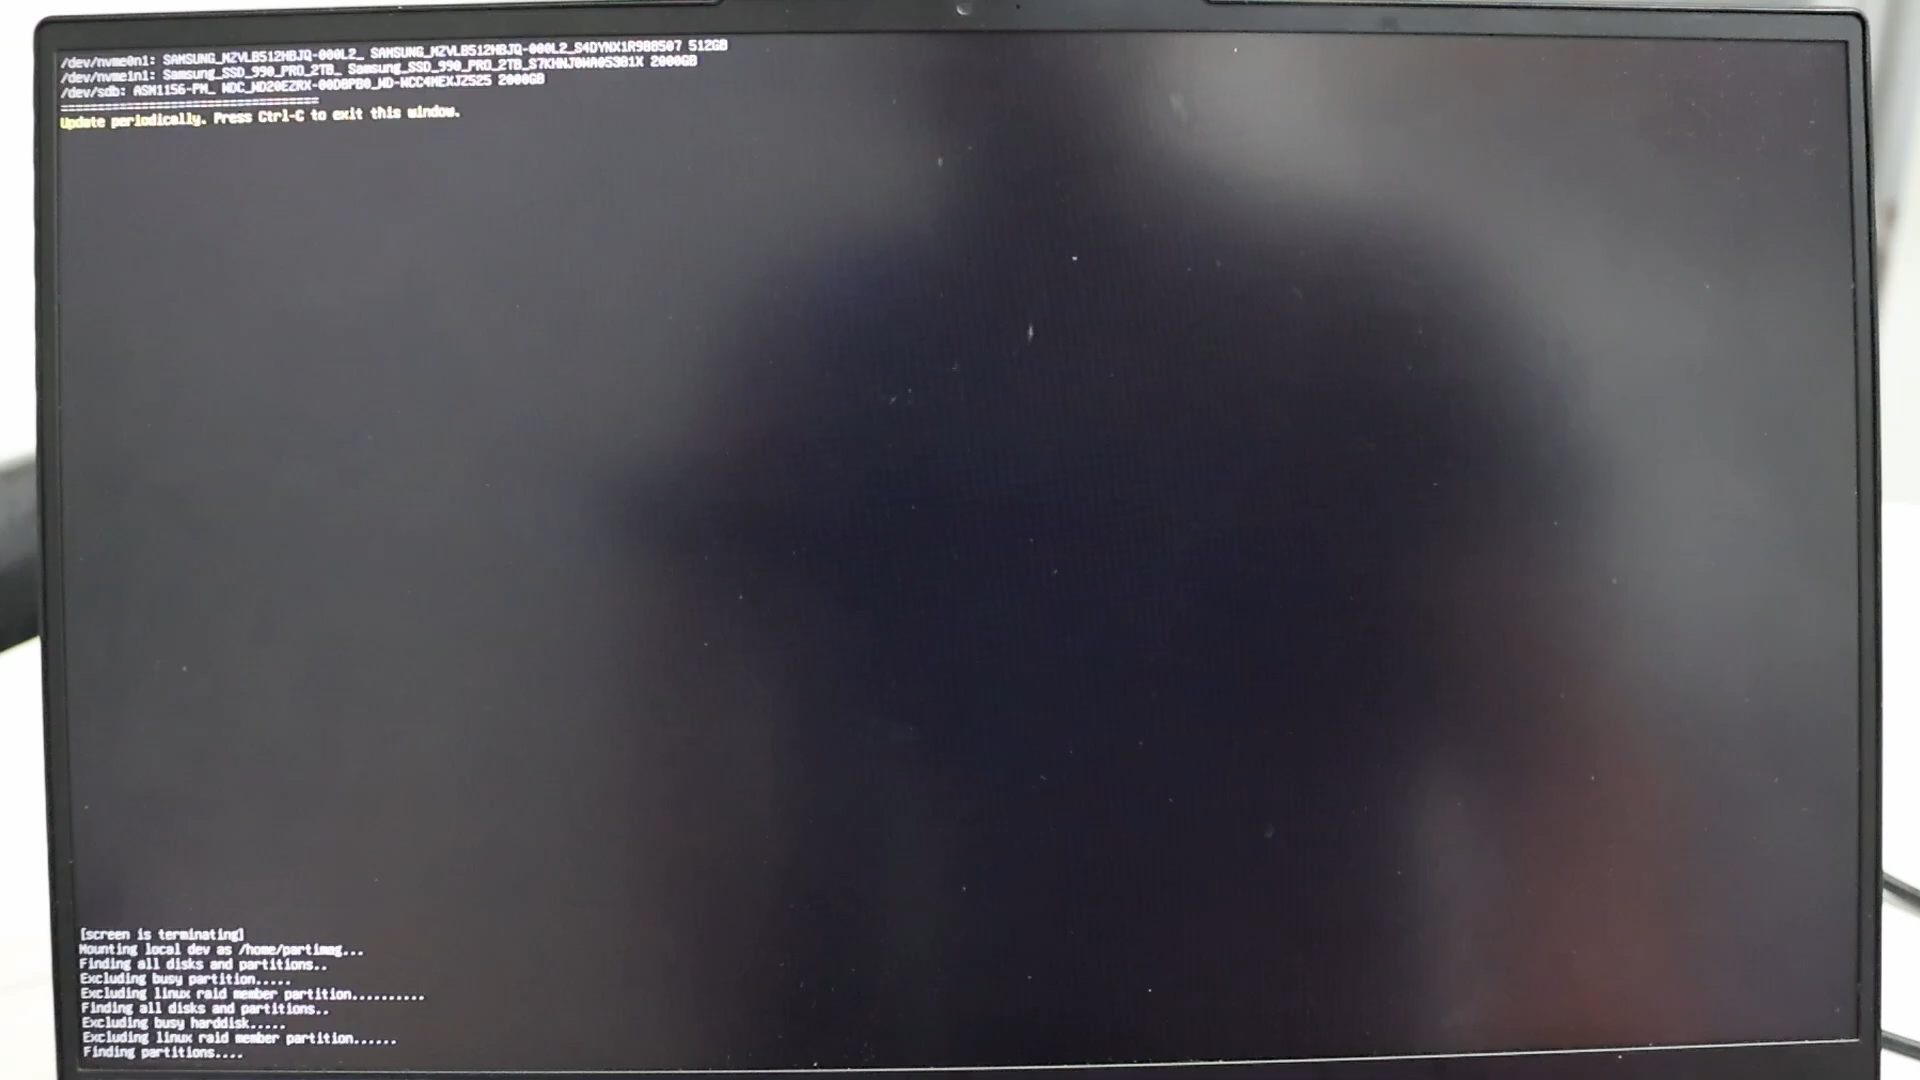 /dev/nvme0n1: SAMSUNG_MZVLB512HBJQ-000L2_ SAMSUNG_MZVLB512HBJQ-000L2_S4DYNX1R988507 512GB
/dev/nvme1n1: Samsung_SSD_990_PRO_2TB_ Samsung_SSD_990_PRO_2TB_S7KHNJ0WA05381X 2000GB
/dev/sdb: ASM1156-PM_ WDC_WD20EZRX-00D8PB0_WD-WCC4MEXJZSZS 2000GB
===================================
Update periodically. Press Ctrl-C to exit this window.
[screen is terminating]
Mounting local dev as /home/partimag...
Finding all disks and partitions..
Excluding busy partition.....
Excluding linux raid member partition..........
Finding all disks and partitions..
Excluding busy harddisk.....
Excluding linux raid member partition......
Finding partitions....